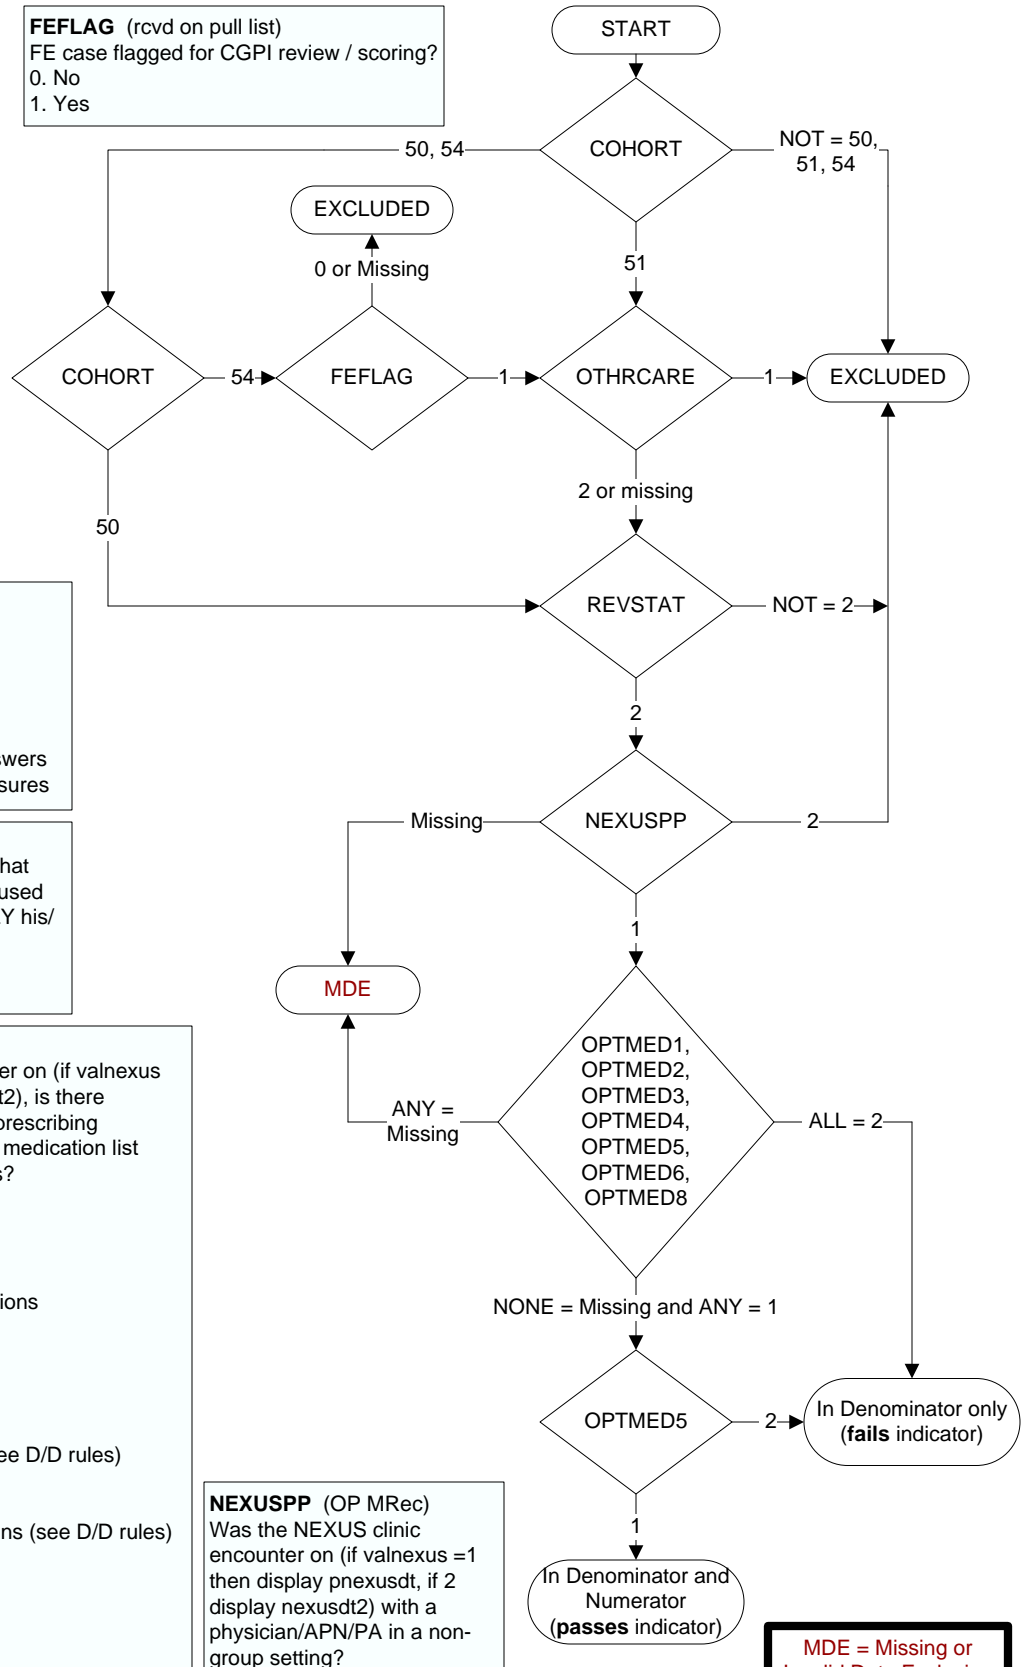 FEFLAG (rcvd on pull list)
FE case flagged for CGPI review / scoring?
0. No
1. Yes
START
COHORT
50, 54
NOT = 50,
51, 54
EXCLUDED
0 or Missing
51
COHORT
54
FEFLAG
1
OTHRCARE
1
EXCLUDED
2 or missing
50
REVSTAT
NOT = 2
2
swers
sures
Missing
NEXUSPP
2
hat
used
Y his/
1
MDE
er on (if valnexus
t2), is there
prescribing
medication list
s?
OPTMED1,
OPTMED2,
OPTMED3,
OPTMED4,
OPTMED5,
OPTMED6,
OPTMED8
ANY =
Missing
ALL = 2
ions
NONE = Missing and ANY = 1
ee D/D rules)
ns (see D/D rules)
OPTMED5
2
In Denominator only
(fails indicator)
1
In Denominator and
Numerator
(passes indicator)
NEXUSPP (OP MRec)
Was the NEXUS clinic
encounter on (if valnexus =1
then display pnexusdt, if 2
display nexusdt2) with a
physician/APN/PA in a non-
group setting?
MDE = Missing or